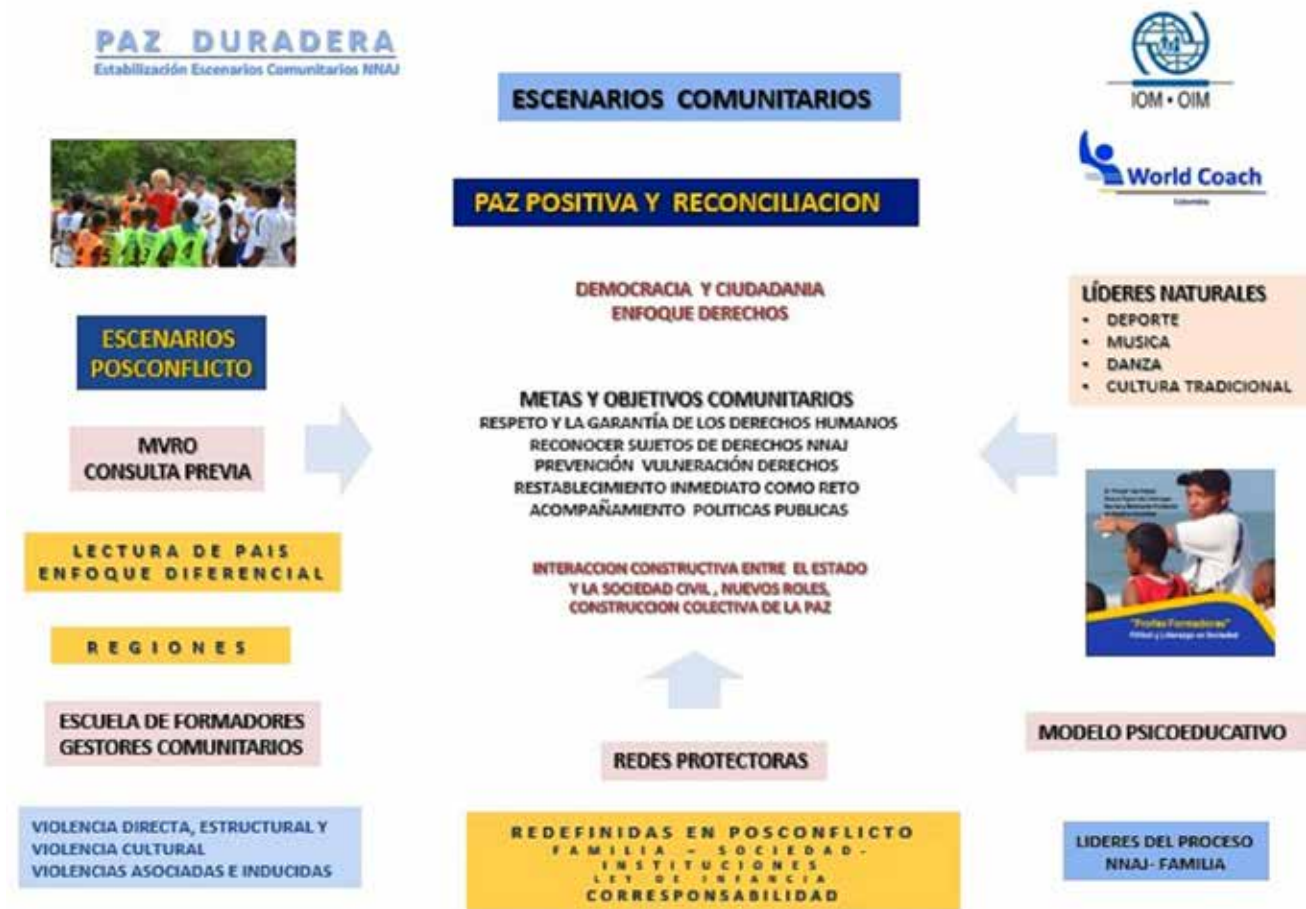 PAZ DURADERA
Estabilización Escenarios Comunitarios NNAJ
ESCENARIOS COMUNITARIOS
IOM • OIM
World Coach
Colombia
PAZ POSITIVA Y RECONCILIACION
DEMOCRACIA Y CIUDADANIA
ENFOQUE DERECHOS
ESCENARIOS
POSCONFLICTO
MVRO
CONSULTA PREVIA
LECTURA DE PAIS
ENFOQUE DIFERENCIAL
REGIONES
ESCUELA DE FORMADORES
GESTORES COMUNITARIOS
VIOLENCIA DIRECTA, ESTRUCTURAL Y
VIOLENCIA CULTURAL
VIOLENCIAS ASOCIADAS E INDUCIDAS
METAS Y OBJETIVOS COMUNITARIOS
RESPETO Y LA GARANTÍA DE LOS DERECHOS HUMANOS
RECONOCER SUJETOS DE DERECHOS NNAJ
PREVENCIÓN VULNERACIÓN DERECHOS
RESTABLECIMIENTO INMEDIATO COMO RETO
ACOMPAÑAMIENTO POLITICAS PUBLICAS
INTERACCION CONSTRUCTIVA ENTRE EL ESTADO
Y LA SOCIEDAD CIVIL , NUEVOS ROLES,
CONSTRUCCION COLECTIVA DE LA PAZ
REDES PROTECTORAS
REDEFINIDAS EN POSCONFLICTO
FAMILIA – SOCIEDAD-
INSTITUCIONES
LEY DE INFANCIA
CORRESPONSABILIDAD
LÍDERES NATURALES
• DEPORTE
• MUSICA
• DANZA
• CULTURA TRADICIONAL
"Profes Formadores"
Fútbol y Liderazgo en Sociedad
MODELO PSICOEDUCATIVO
LIDERES DEL PROCESO
NNAJ- FAMILIA